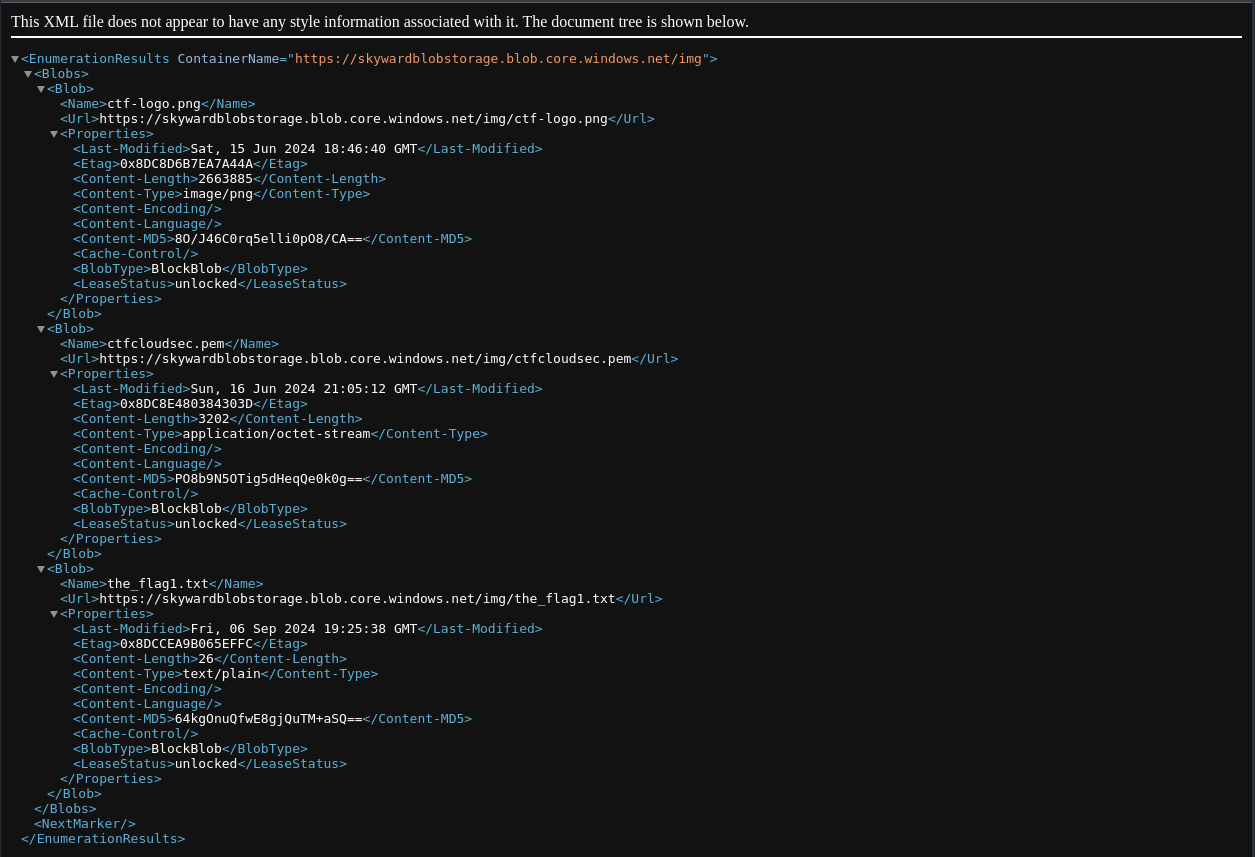 This XML file does not appear to have any style information associated with it. The document tree is shown below.
▼<EnumerationResults ContainerName="https://skywardblobstorage.blob.core.windows.net/img">
▼<Blobs>
▼<Blob>
<Name>ctf-logo.png</Name>
<Url>https://skywardblobstorage.blob.core.windows.net/img/ctf-logo.png</Url>
▼<Properties>
<Last-Modified>Sat, 15 Jun 2024 18:46:40 GMT</Last-Modified>
<Etag>0x8DC8D6B7EA7A44A</Etag>
<Content-Length>2663885</Content-Length>
<Content-Type>image/png</Content-Type>
<Content-Encoding/>
<Content-Language/>
<Content-MD5>8O/J46C0rq5elli0pO8/CA==</Content-MD5>
<Cache-Control/>
<BlobType>BlockBlob</BlobType>
<LeaseStatus>unlocked</LeaseStatus>
</Properties>
</Blob>
▼<Blob>
<Name>ctfcloudsec.pem</Name>
<Url>https://skywardblobstorage.blob.core.windows.net/img/ctfcloudsec.pem</Url>
▼<Properties>
<Last-Modified>Sun, 16 Jun 2024 21:05:12 GMT</Last-Modified>
<Etag>0x8DC8E480384303D</Etag>
<Content-Length>3202</Content-Length>
<Content-Type>application/octet-stream</Content-Type>
<Content-Encoding/>
<Content-Language/>
<Content-MD5>PO8b9N5OTig5dHeqQe0k0g==</Content-MD5>
<Cache-Control/>
<BlobType>BlockBlob</BlobType>
<LeaseStatus>unlocked</LeaseStatus>
</Properties>
</Blob>
▼<Blob>
<Name>the_flag1.txt</Name>
<Url>https://skywardblobstorage.blob.core.windows.net/img/the_flag1.txt</Url>
▼<Properties>
<Last-Modified>Fri, 06 Sep 2024 19:25:38 GMT</Last-Modified>
<Etag>0x8DCCEA9B065EFFC</Etag>
<Content-Length>26</Content-Length>
<Content-Type>text/plain</Content-Type>
<Content-Encoding/>
<Content-Language/>
<Content-MD5>64kgOnuQfwE8gjQuTM+aSQ==</Content-MD5>
<Cache-Control/>
<BlobType>BlockBlob</BlobType>
<LeaseStatus>unlocked</LeaseStatus>
</Properties>
</Blob>
</Blobs>
<NextMarker/>
</EnumerationResults>